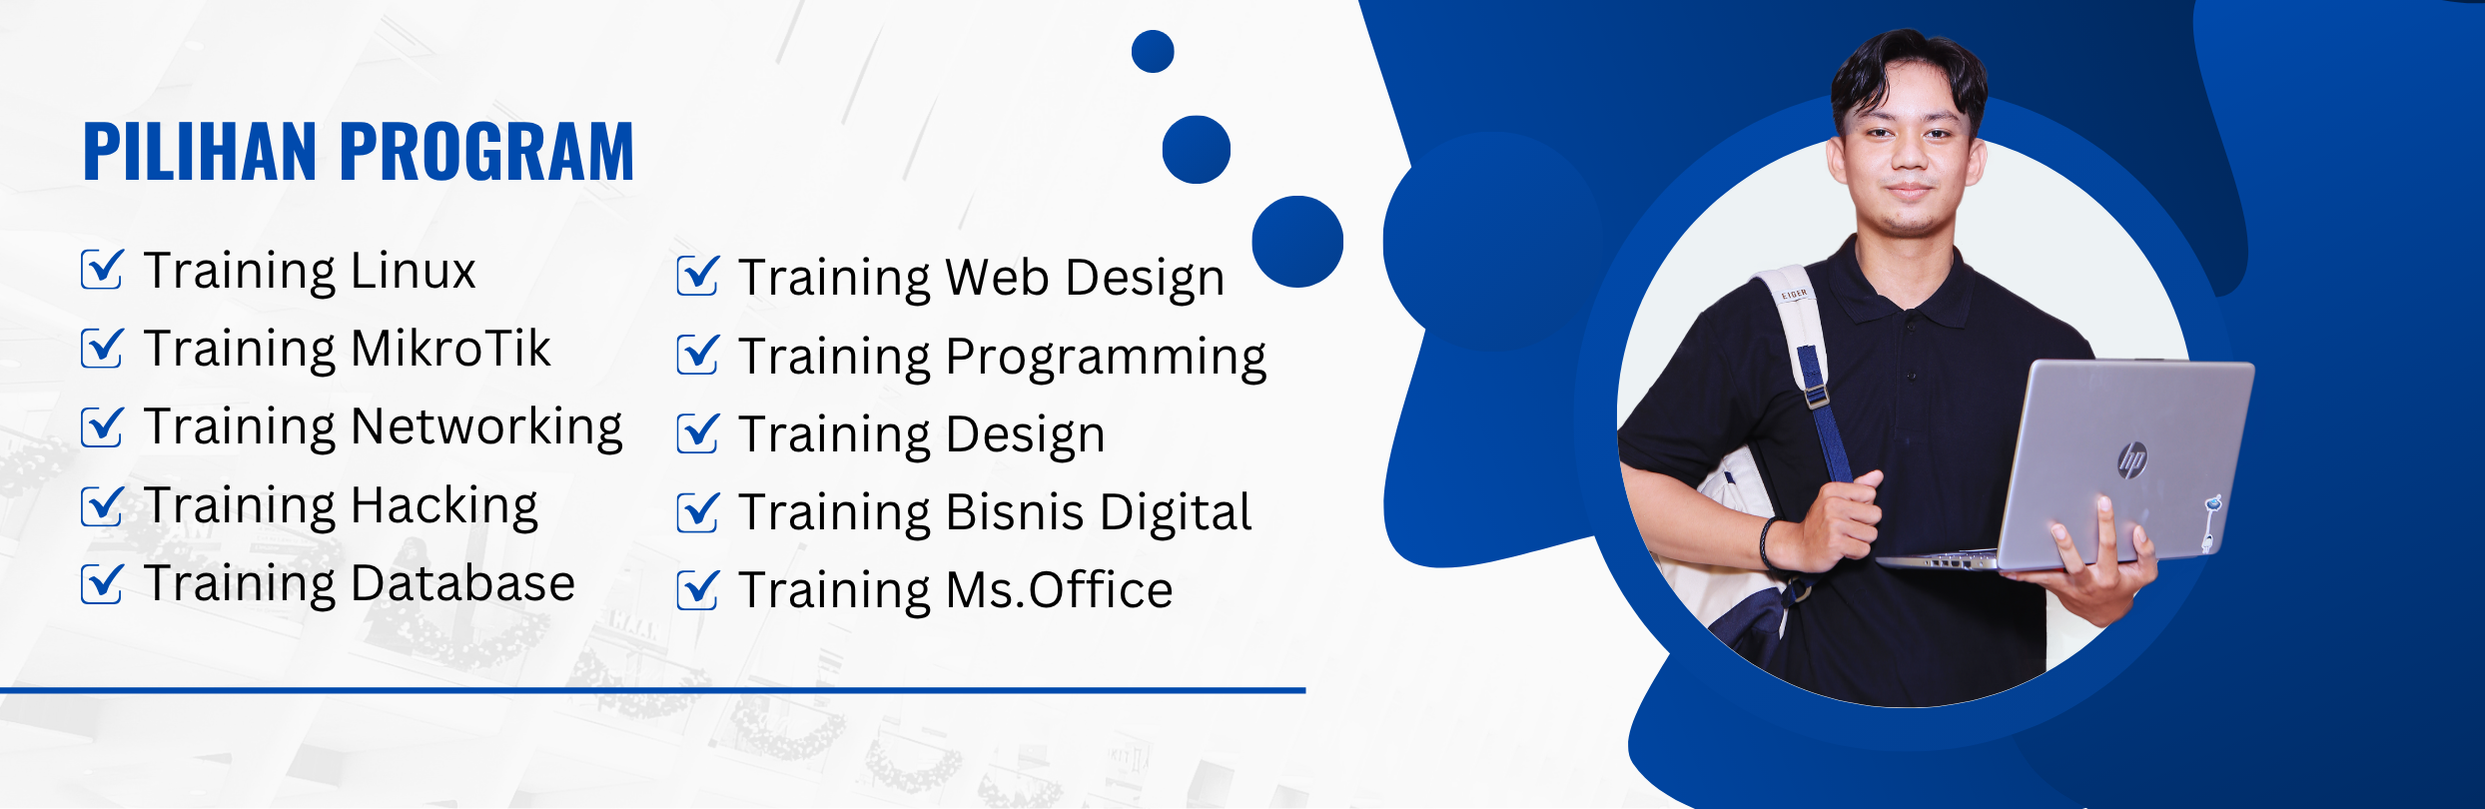 PILIHAN PROGRAM
Training Linux
Training MikroTik
Training Networking
Training Hacking
Training Database
Training Web Design
Training Programming
Training Design
Training Bisnis Digital
Training Ms.Office
EIGER
hp